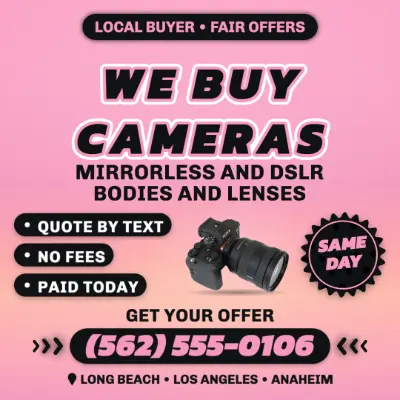 LOCAL BUYER • FAIR OFFERS
WE BUY
CAMERAS
MIRRORLESS AND DSLR
BODIES AND LENSES
• QUOTE BY TEXT
• NO FEES
• PAID TODAY
SAME
DAY
GET YOUR OFFER
(562) 555-0106
LONG BEACH • LOS ANGELES • ANAHEIM